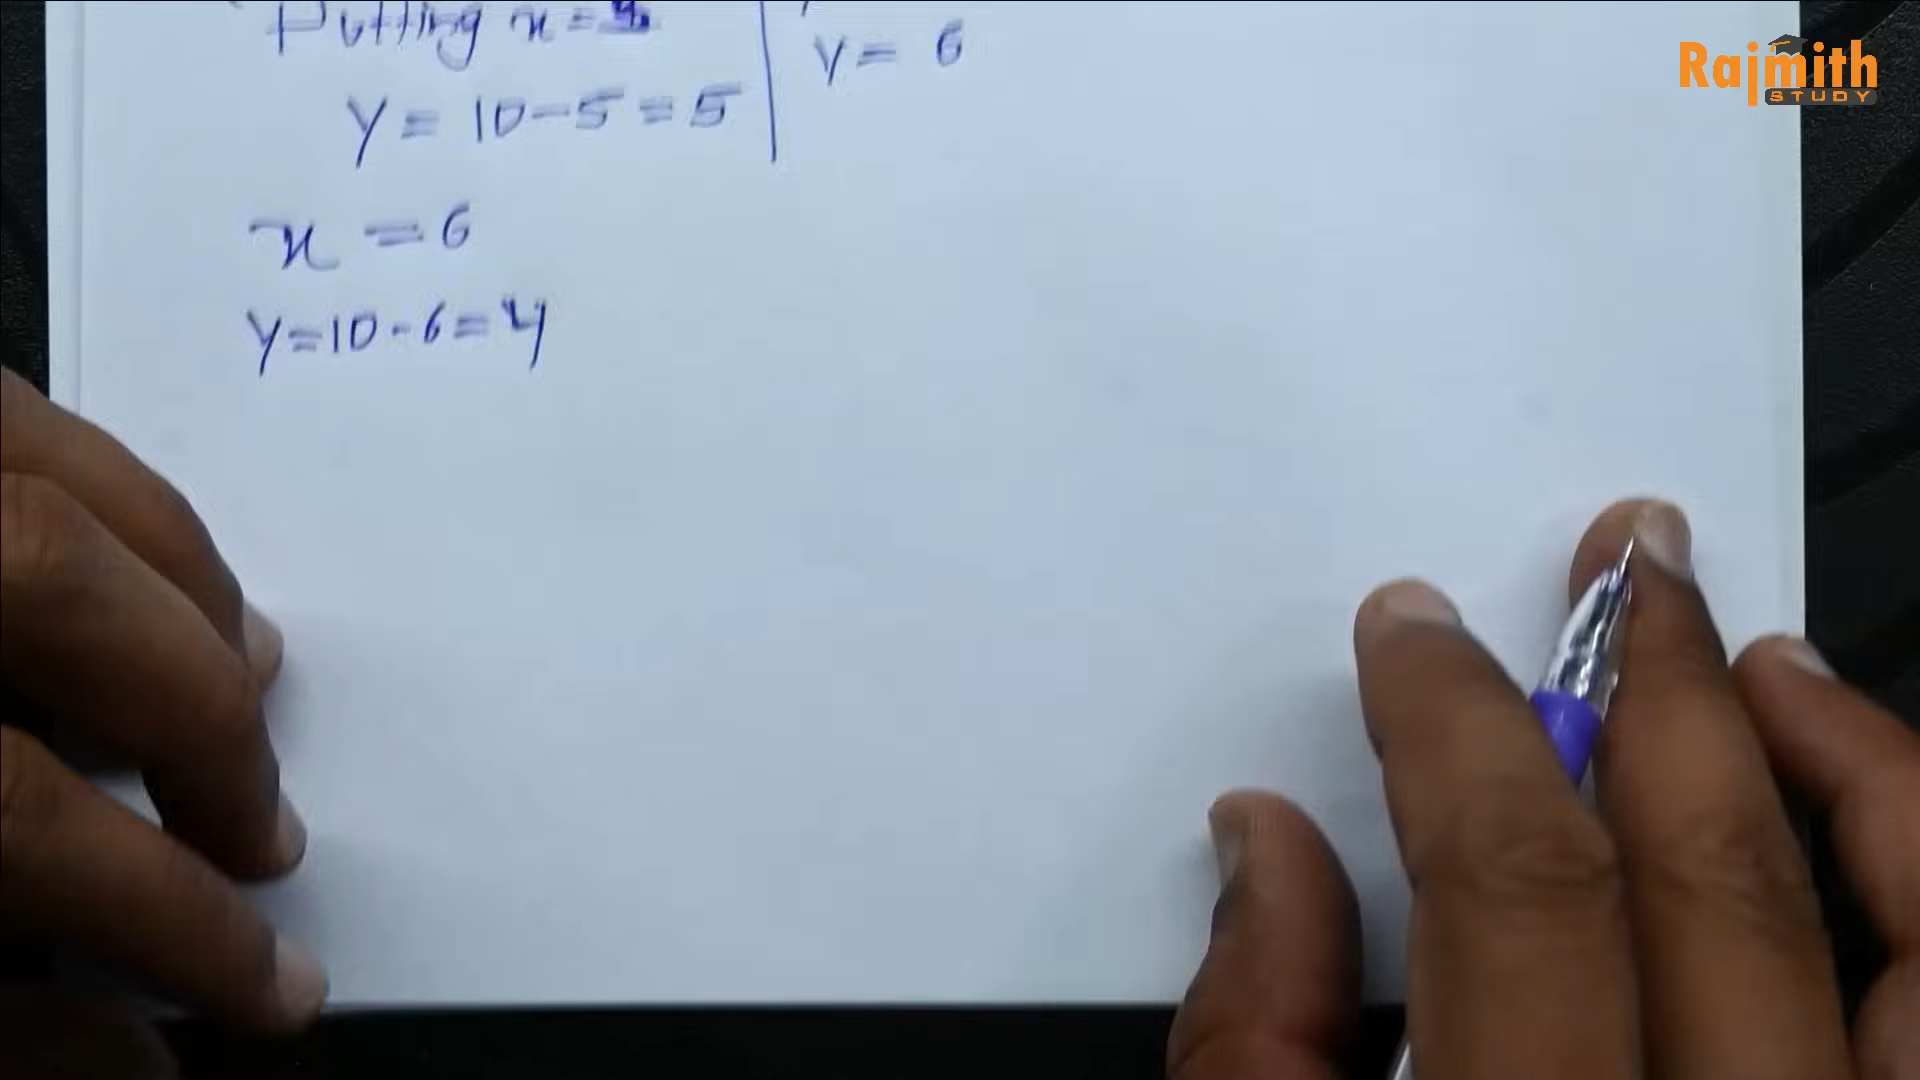 Putting x =
y = 10 - 5 = 5
y = 6
x = 6
y = 10 - 6 = 4
Rajmith
STUDY